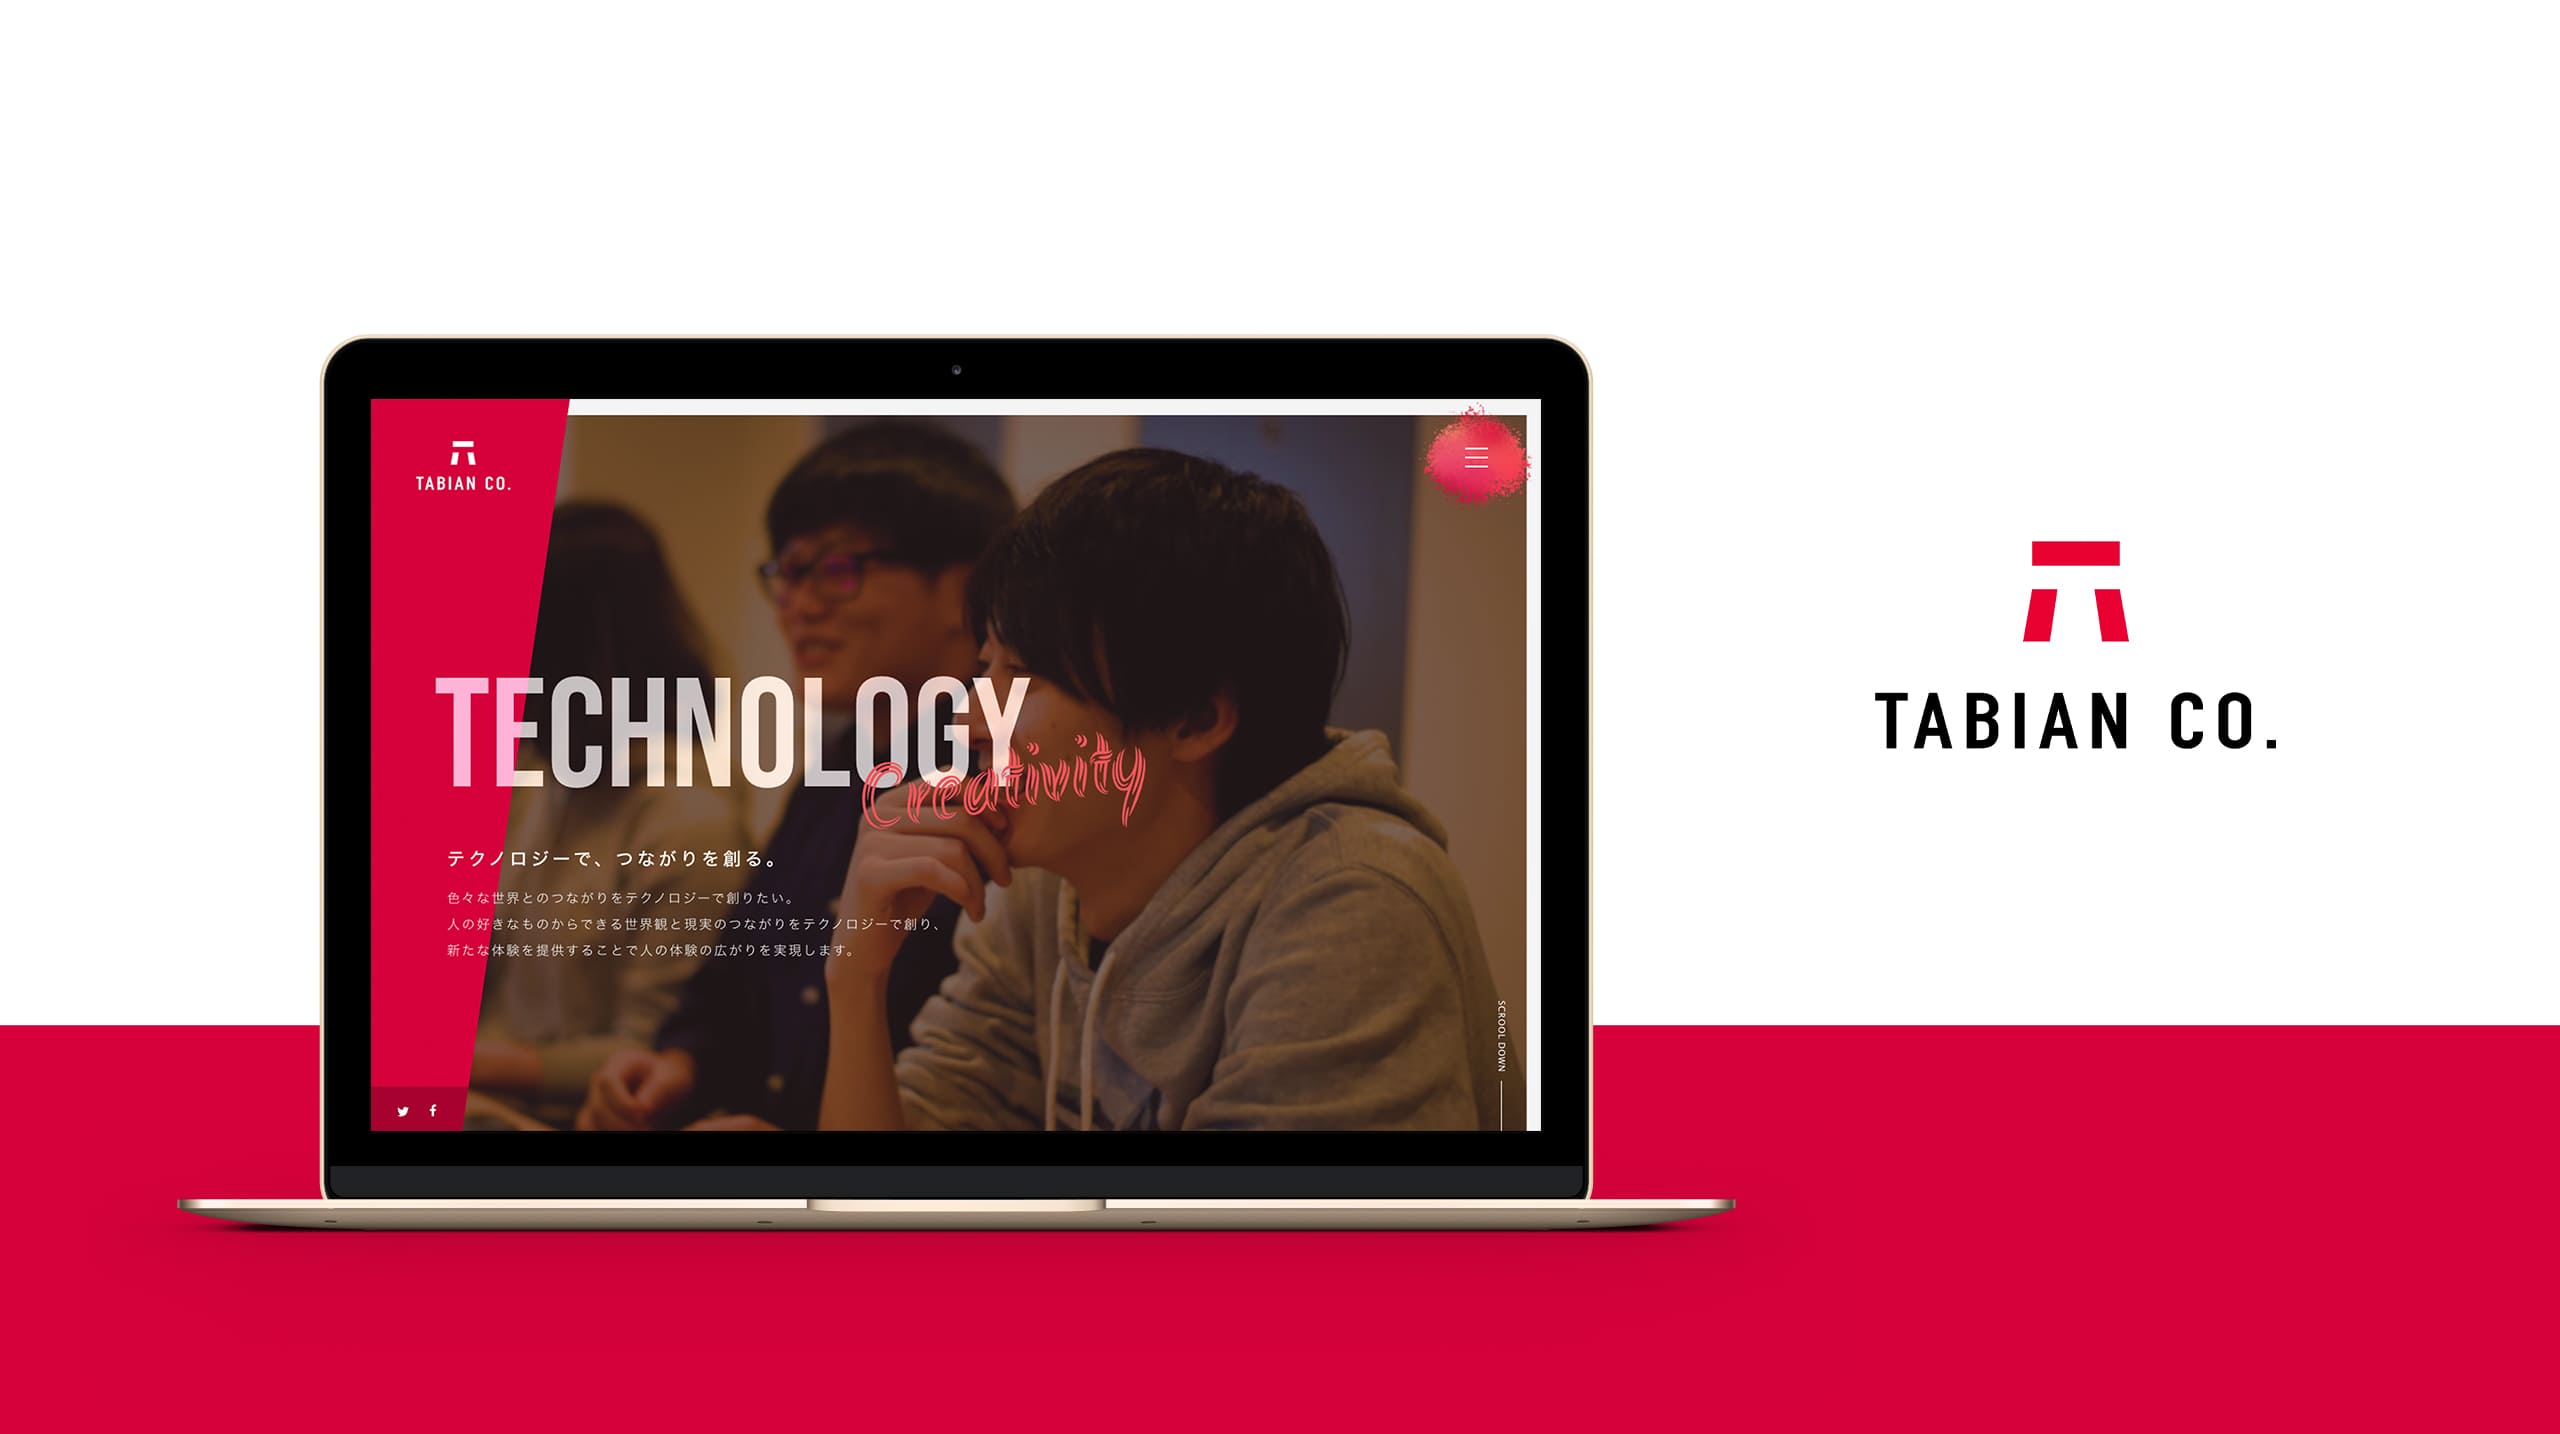 TABIAN CO.
TECHNOLOGY
Creativity
テクノロジーで、つながりを創る。
色々な世界とのつながりをテクノロジーで創りたい。
人の好きなものからできる世界観と現実のつながりをテクノロジーで創り、
新たな体験を提供することで人の体験の広がりを実現します。
SCROOL DOWN
TABIAN CO.